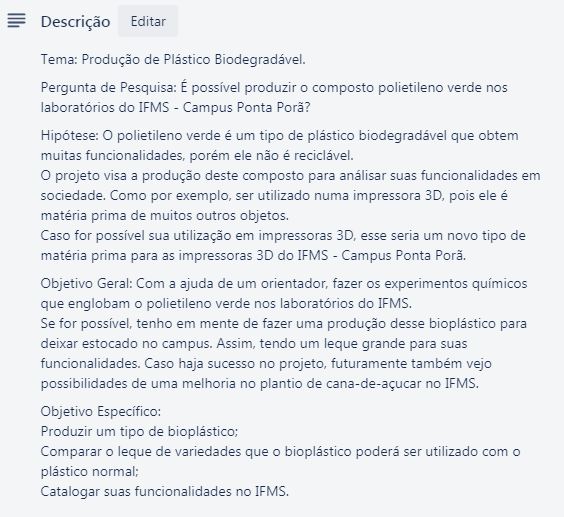 Descrição Editar
Tema: Produção de Plástico Biodegradável.
Pergunta de Pesquisa: É possível produzir o composto polietileno verde nos
laboratórios do IFMS - Campus Ponta Porã?
Hipótese: O polietileno verde é um tipo de plástico biodegradável que obtem
muitas funcionalidades, porém ele não é reciclável.
O projeto visa a produção deste composto para análisar suas funcionalidades em
sociedade. Como por exemplo, ser utilizado numa impressora 3D, pois ele é
matéria prima de muitos outros objetos.
Caso for possível sua utilização em impressoras 3D, esse seria um novo tipo de
matéria prima para as impressoras 3D do IFMS - Campus Ponta Porã.
Objetivo Geral: Com a ajuda de um orientador, fazer os experimentos químicos
que englobam o polietileno verde nos laboratórios do IFMS.
Se for possível, tenho em mente de fazer uma produção desse bioplástico para
deixar estocado no campus. Assim, tendo um leque grande para suas
funcionalidades. Caso haja sucesso no projeto, futuramente também vejo
possibilidades de uma melhoria no plantio de cana-de-açucar no IFMS.
Objetivo Específico:
Produzir um tipo de bioplástico;
Comparar o leque de variedades que o bioplástico poderá ser utilizado com o
plástico normal;
Catalogar suas funcionalidades no IFMS.